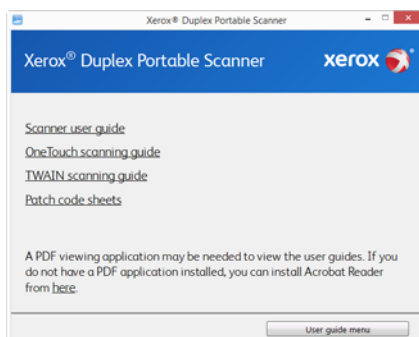 Xerox® Duplex Portable Scanner
Xerox® Duplex Portable Scanner
xerox
Scanner user guide
OneTouch scanning guide
TWAIN scanning guide
Patch code sheets
A PDF viewing application may be needed to view the user guides. If you
do not have a PDF application installed, you can install Acrobat Reader
from here.
User guide menu